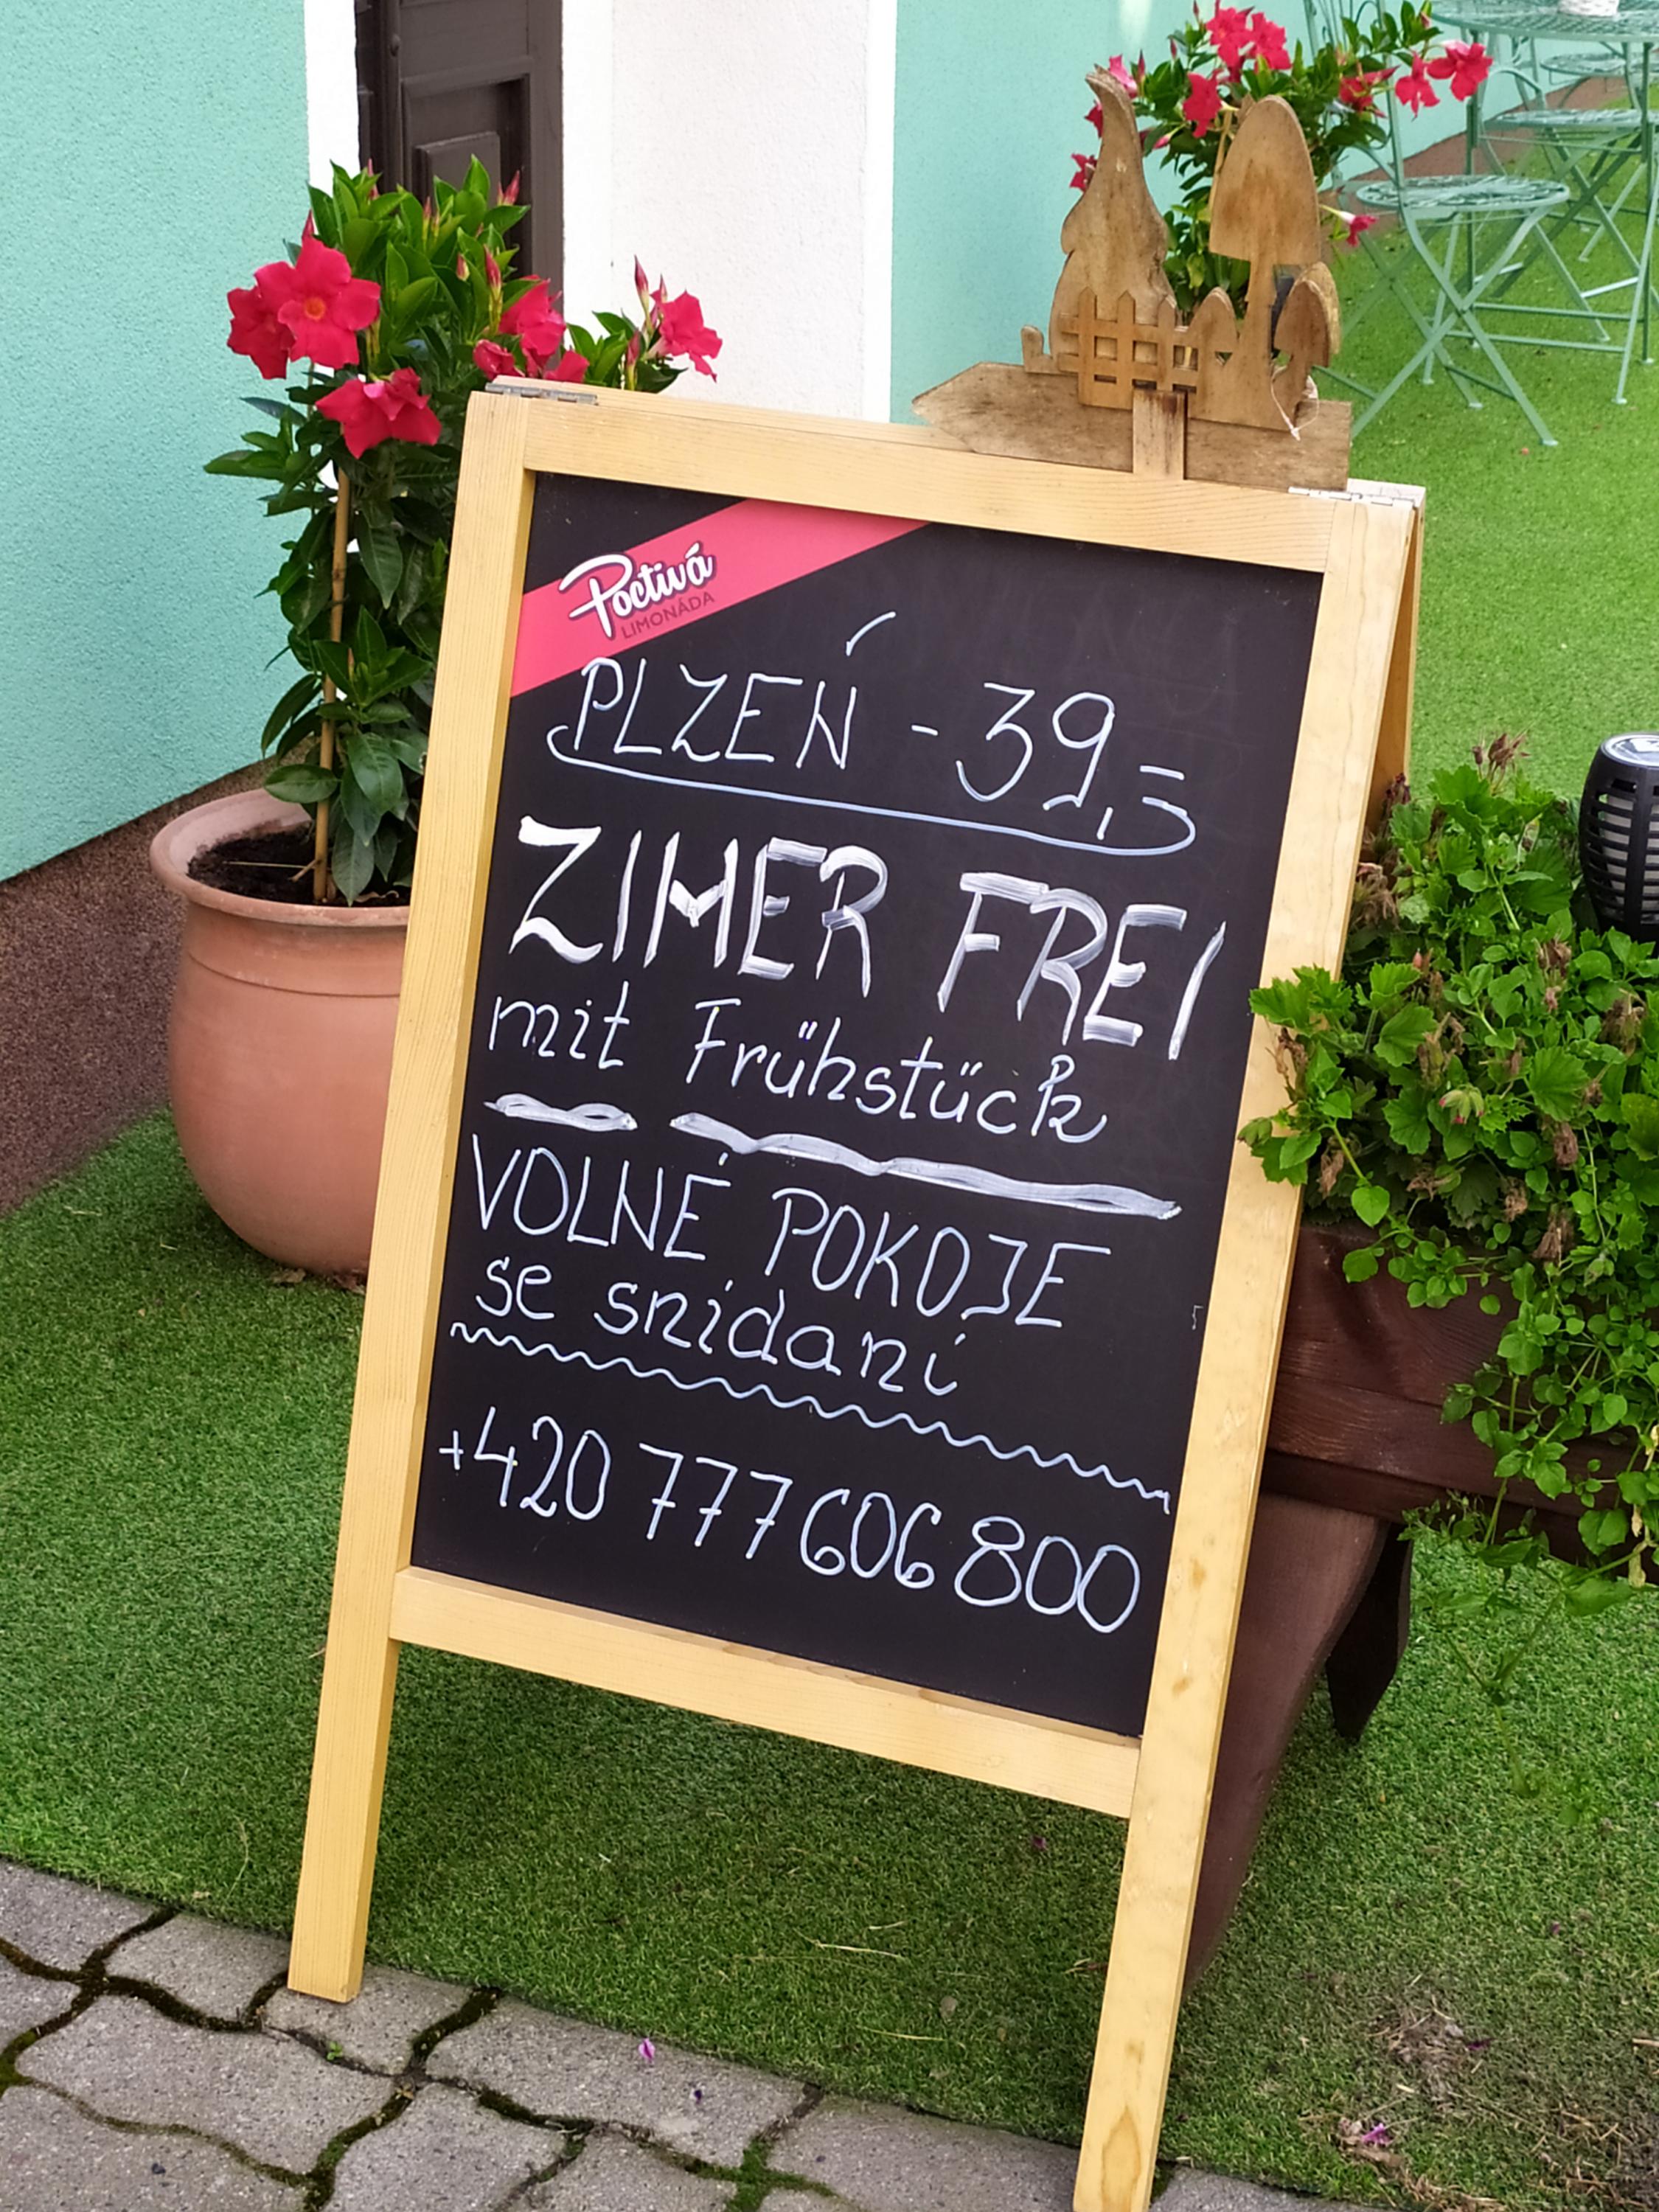 Poctivá
LIMONÁDA
PLZEŇ - 39,=
ZIMER FREI
mit Frühstück
VOLNÉ POKOJE
se snídaní
+420 777 606 800